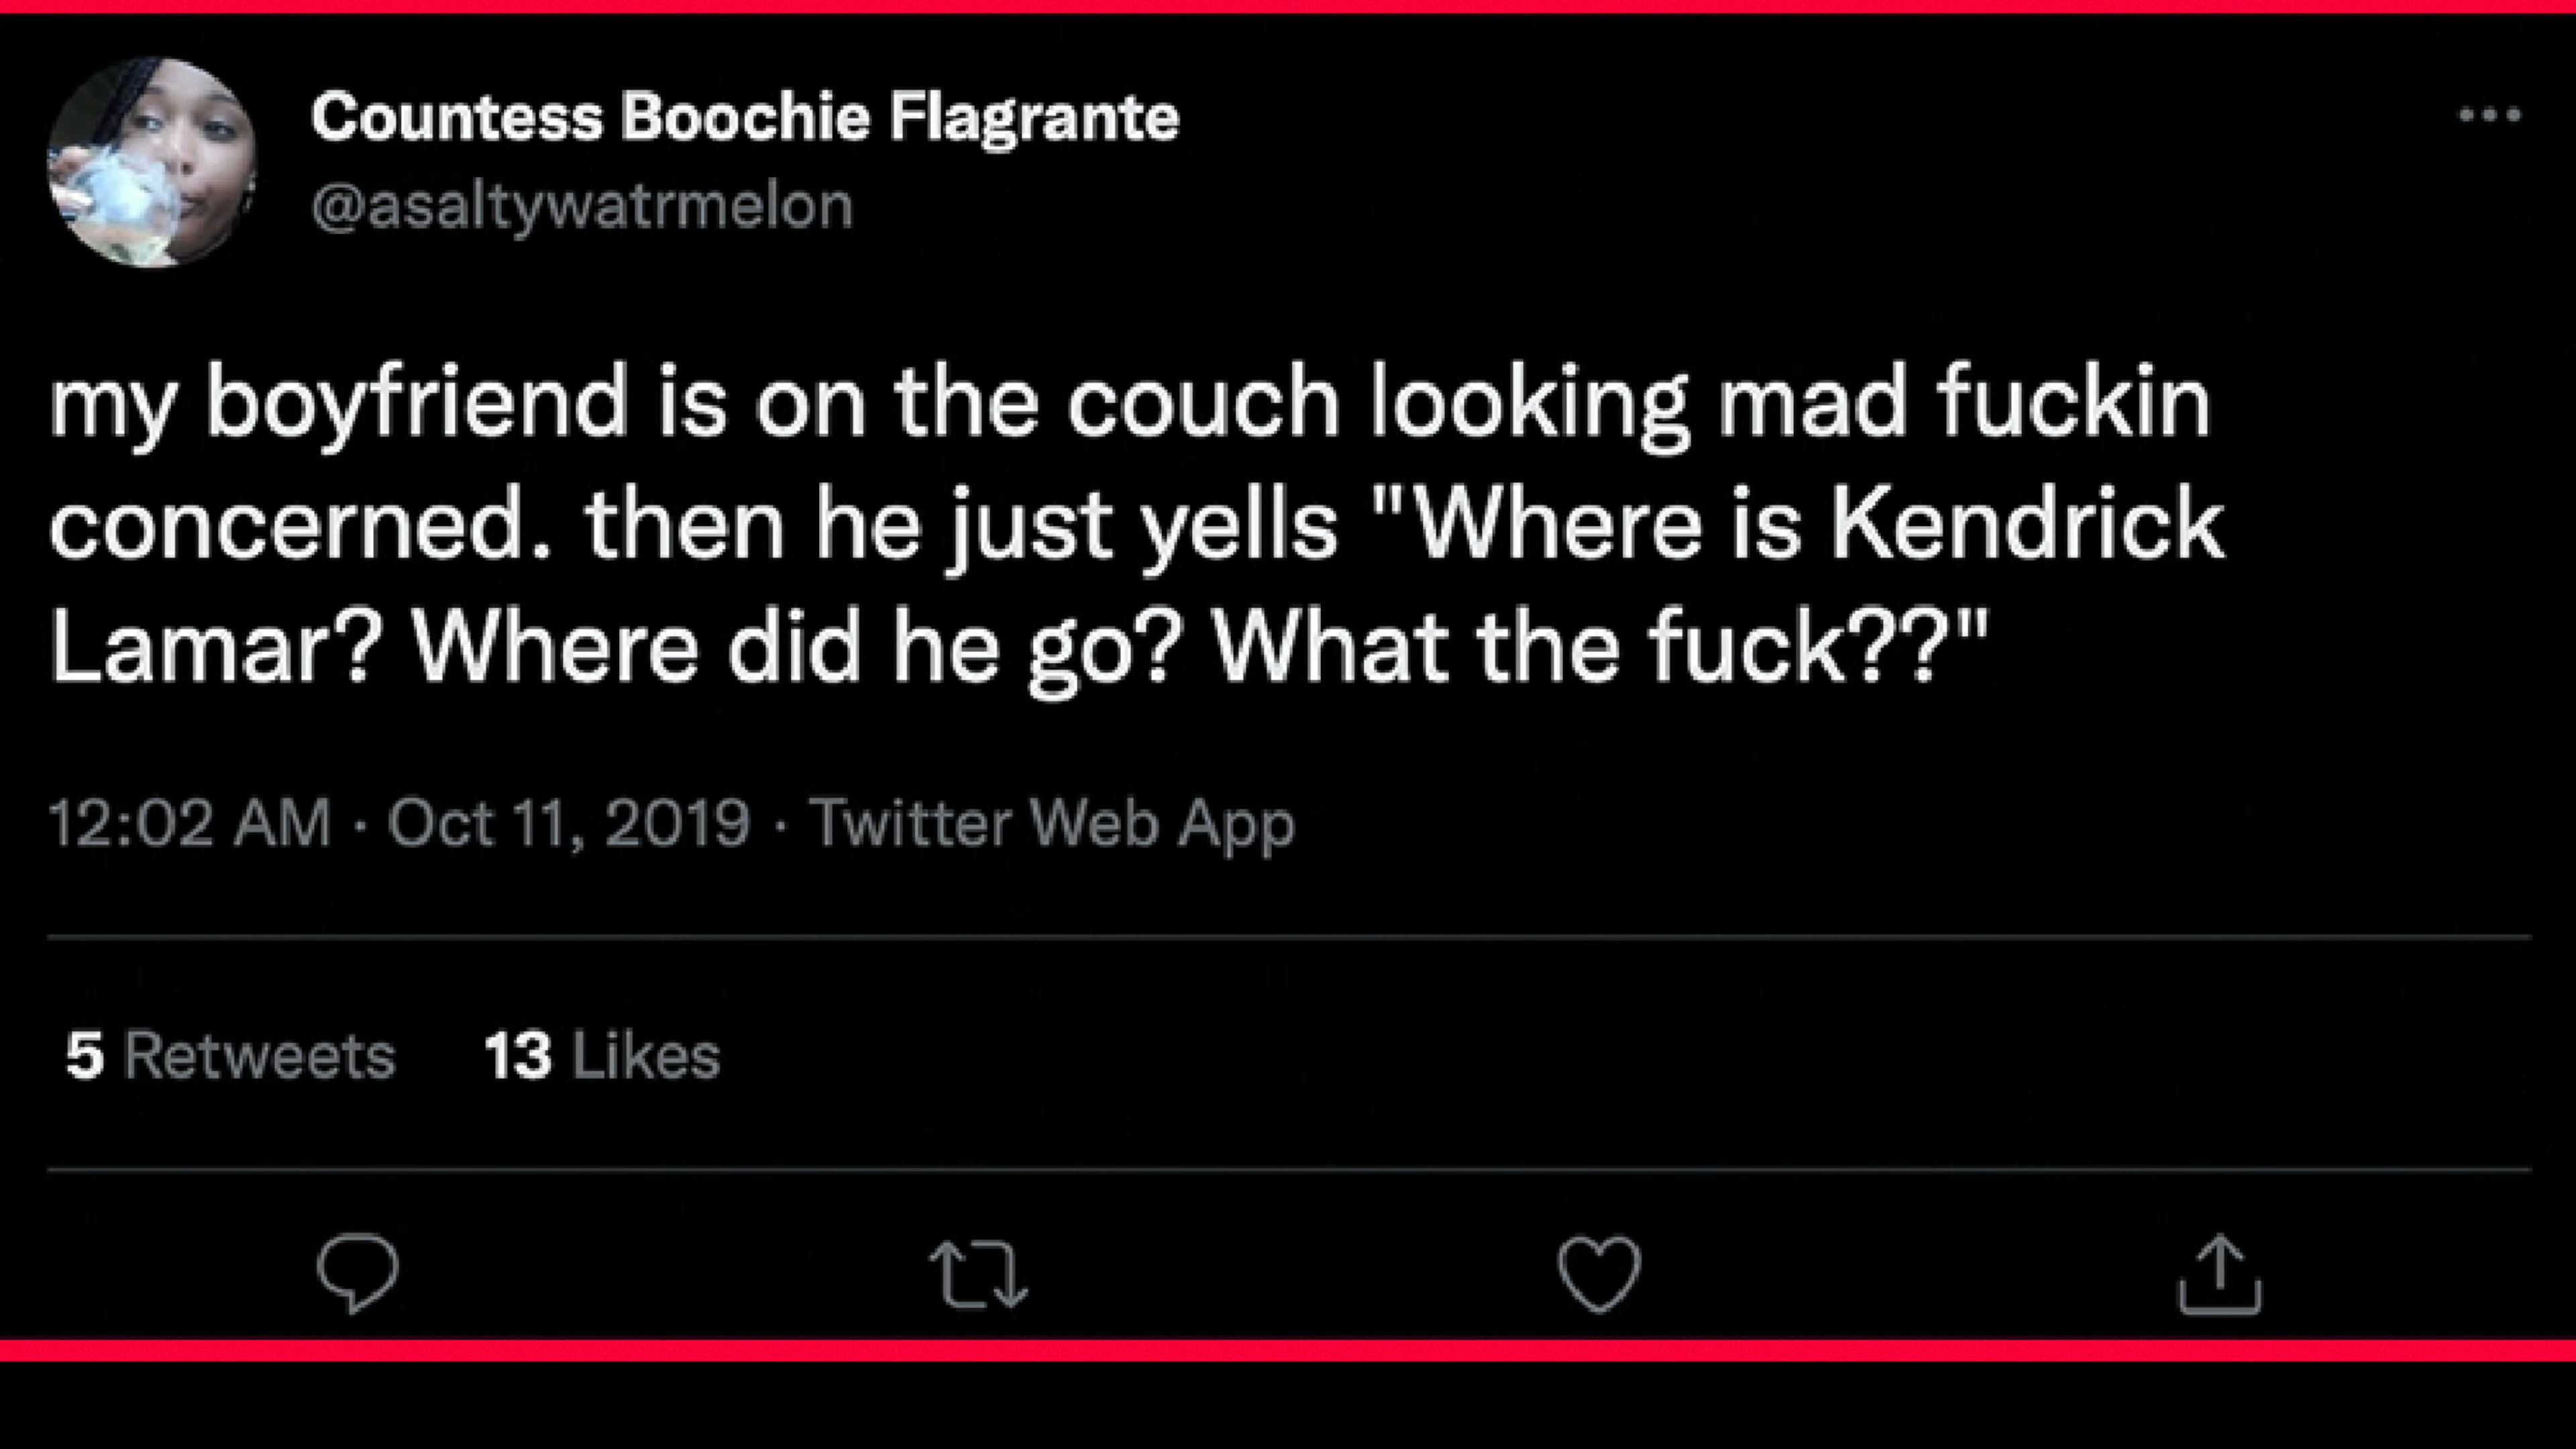 Countess Boochie Flagrante
@asaltywatrmelon
my boyfriend is on the couch looking mad fuckin
concerned. then he just yells "Where is Kendrick
Lamar? Where did he go? What the fuck??"
12:02 AM · Oct 11, 2019 · Twitter Web App
5 Retweets 13 Likes